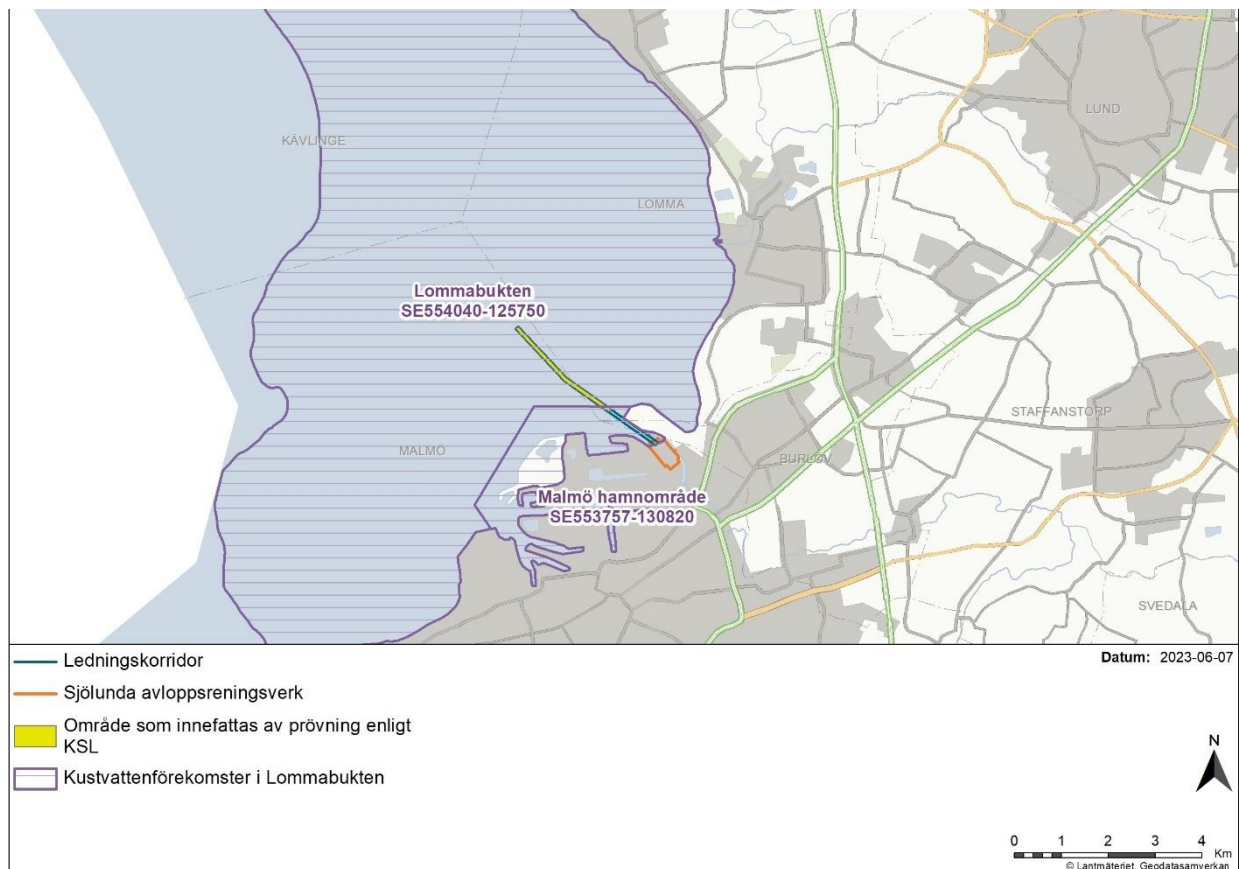 LUND
KÄVLINGE
LOMMA
Lommabukten
SE554040-125750
STAFFANSTORP
MALMÖ
BURLÖV
Malmö hamnområde
SE553757-130820
SVEDALA
Ledningskorridor
Datum: 2023-06-07
Sjölunda avloppsreningsverk
Område som innefattas av prövning enligt
KSL
Kustvattenförekomster i Lommabukten
N
0 1 2 3 4
Km
© Lantmäteriet, Geodatasamverkan